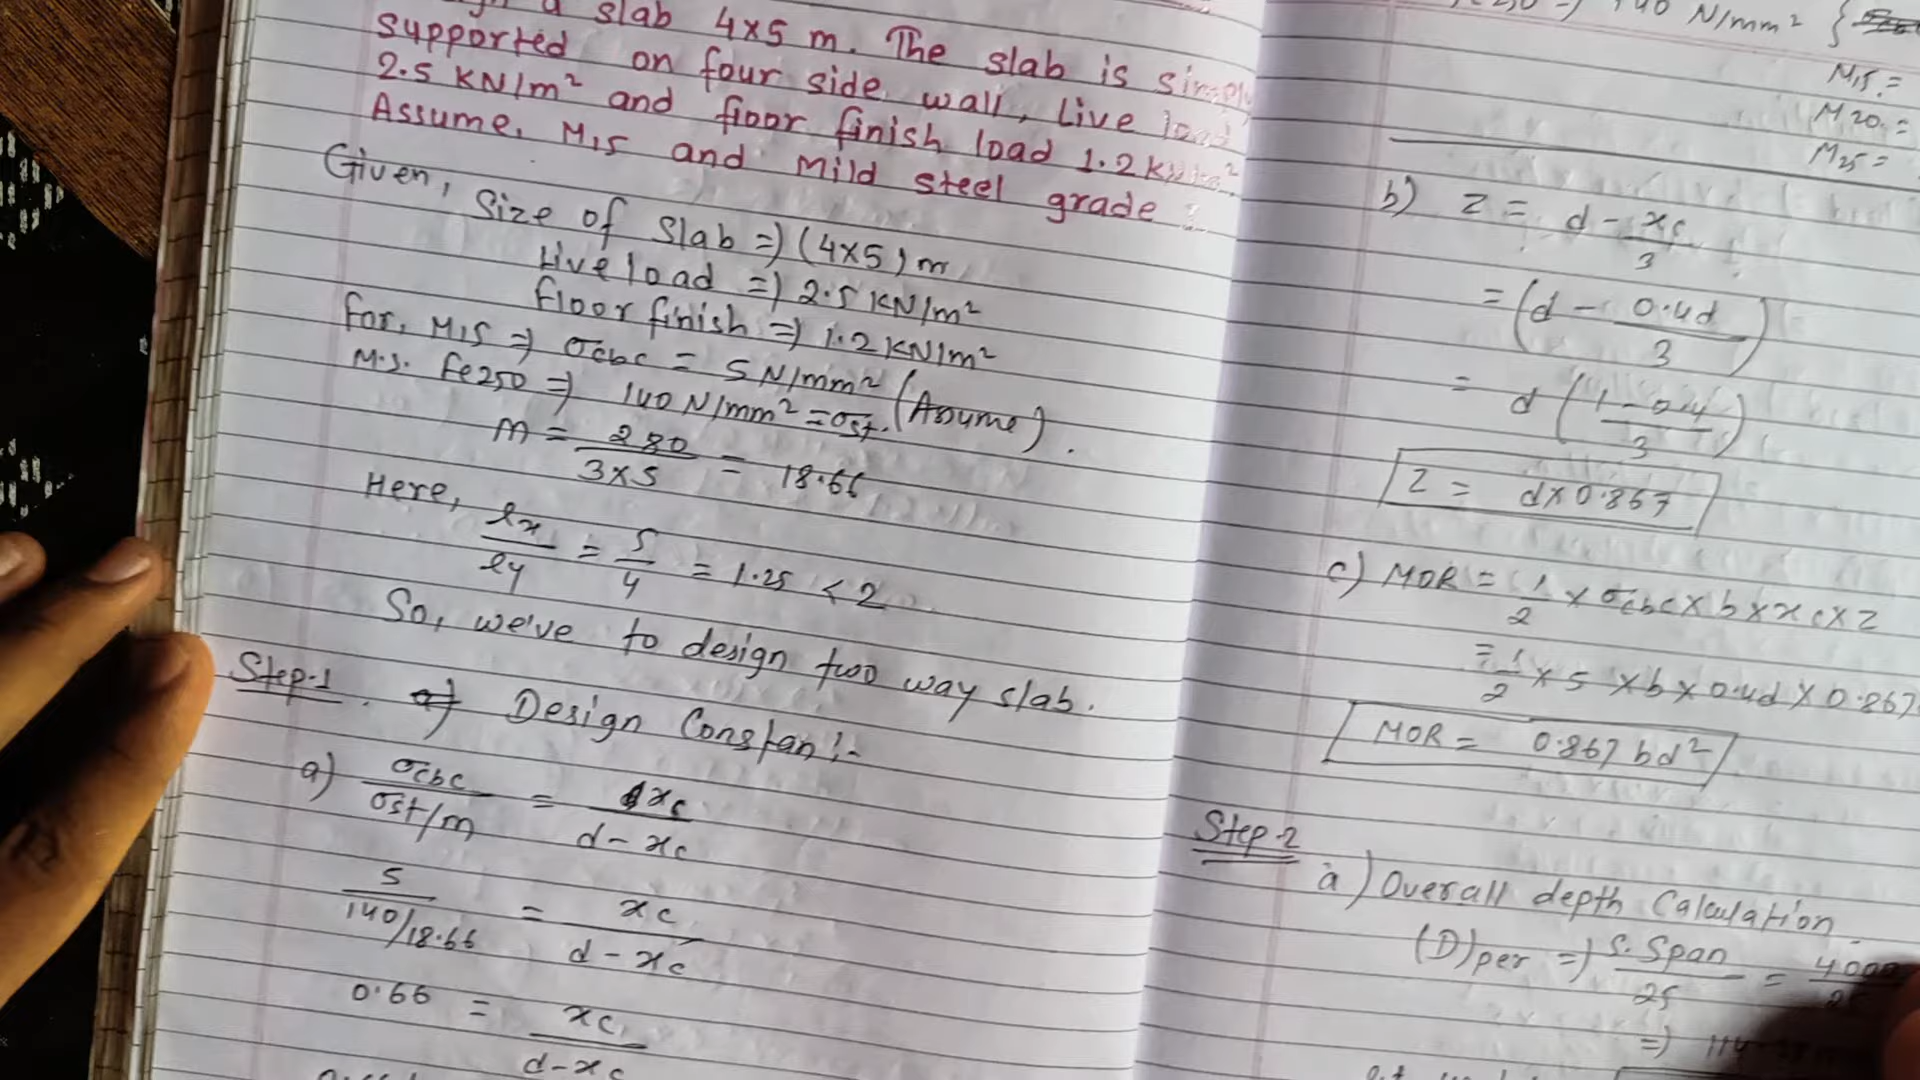 a slab 4x5 m. The slab is simply
supported on four side wall, Live load
2.5 KN/m² and floor finish load 1.2
Assume, M15 and Mild steel grade
Given,
Size of Slab => (4x5) m
Live load => 2.5 KN/m²
floor finish => 1.2 KN/m²
for, M15 => σcbc = 5 N/mm² (Assume).
M.S. Fe250 => 140 N/mm² = σst.
m = 280/3x5 = 18.66
Here, lx/ly = 5/4 = 1.25 < 2
So, we've to design two way slab.
Step-1. Design Constan:-
a) σcbc/σst/m = xc/d-xc
5/140/18.66 = xc/d-xc
0.66 = xc/d-xc
140 N/mm² {
M15 =
M20 =
M25 =
b) z = d - xc/3
= (d - 0.4d/3)
= d (1-0.4/3)
z = dx0.867
c) MOR = 1/2 x σcbc x b x xc x z
= 1/2 x 5 x b x 0.4d x 0.867
MOR = 0.867 bd²
Step-2
a) Overall depth Calculation
(D)per => S. Span/25 = 4000
=>